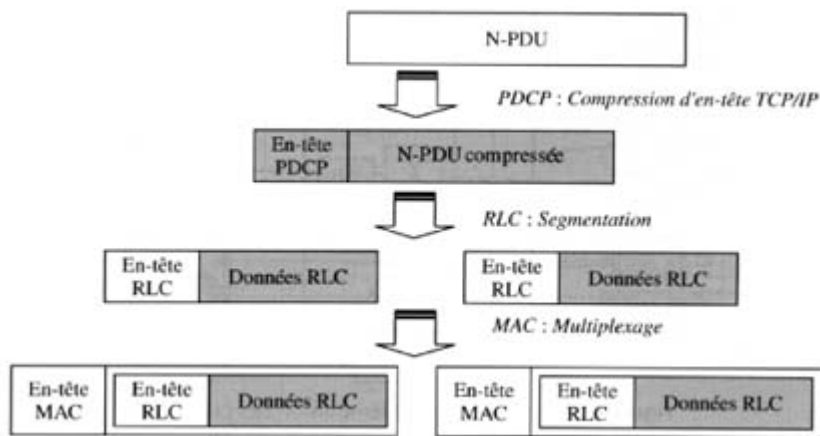 N-PDU
PDCP : Compression d'en-tête TCP/IP
En-tête
PDCP
N-PDU compressée
RLC : Segmentation
En-tête
RLC
Données RLC
En-tête
RLC
Données RLC
MAC : Multiplexage
En-tête
MAC
En-tête
RLC
Données RLC
En-tête
MAC
En-tête
RLC
Données RLC